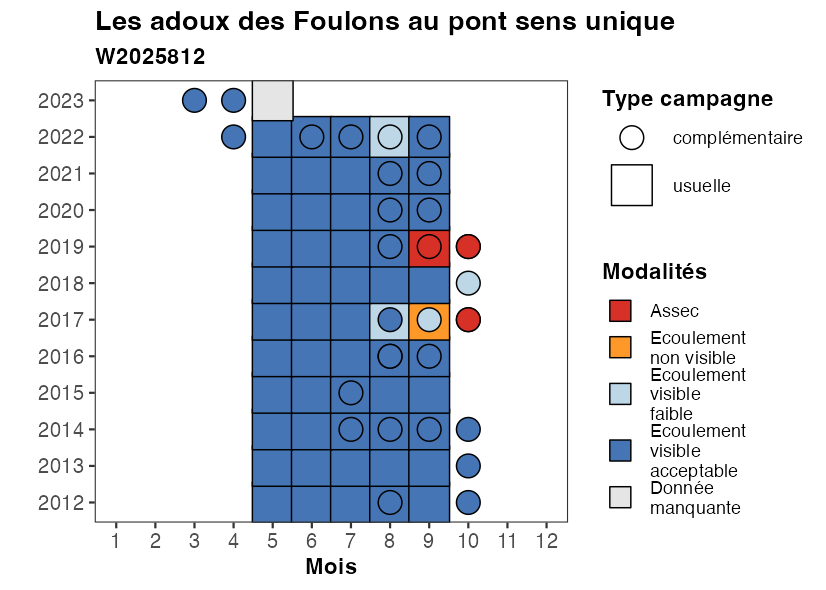 Les adoux des Foulons au pont sens unique
W2025812
2023
2022
2021
2020
2019
2018
2017
2016
2015
2014
2013
2012
1 2 3 4 5 6 7 8 9 10 11 12
Mois
Type campagne
complémentaire
usuelle
Modalités
Assec
Ecoulement
non visible
Ecoulement
visible
faible
Ecoulement
visible
acceptable
Donnée
manquante